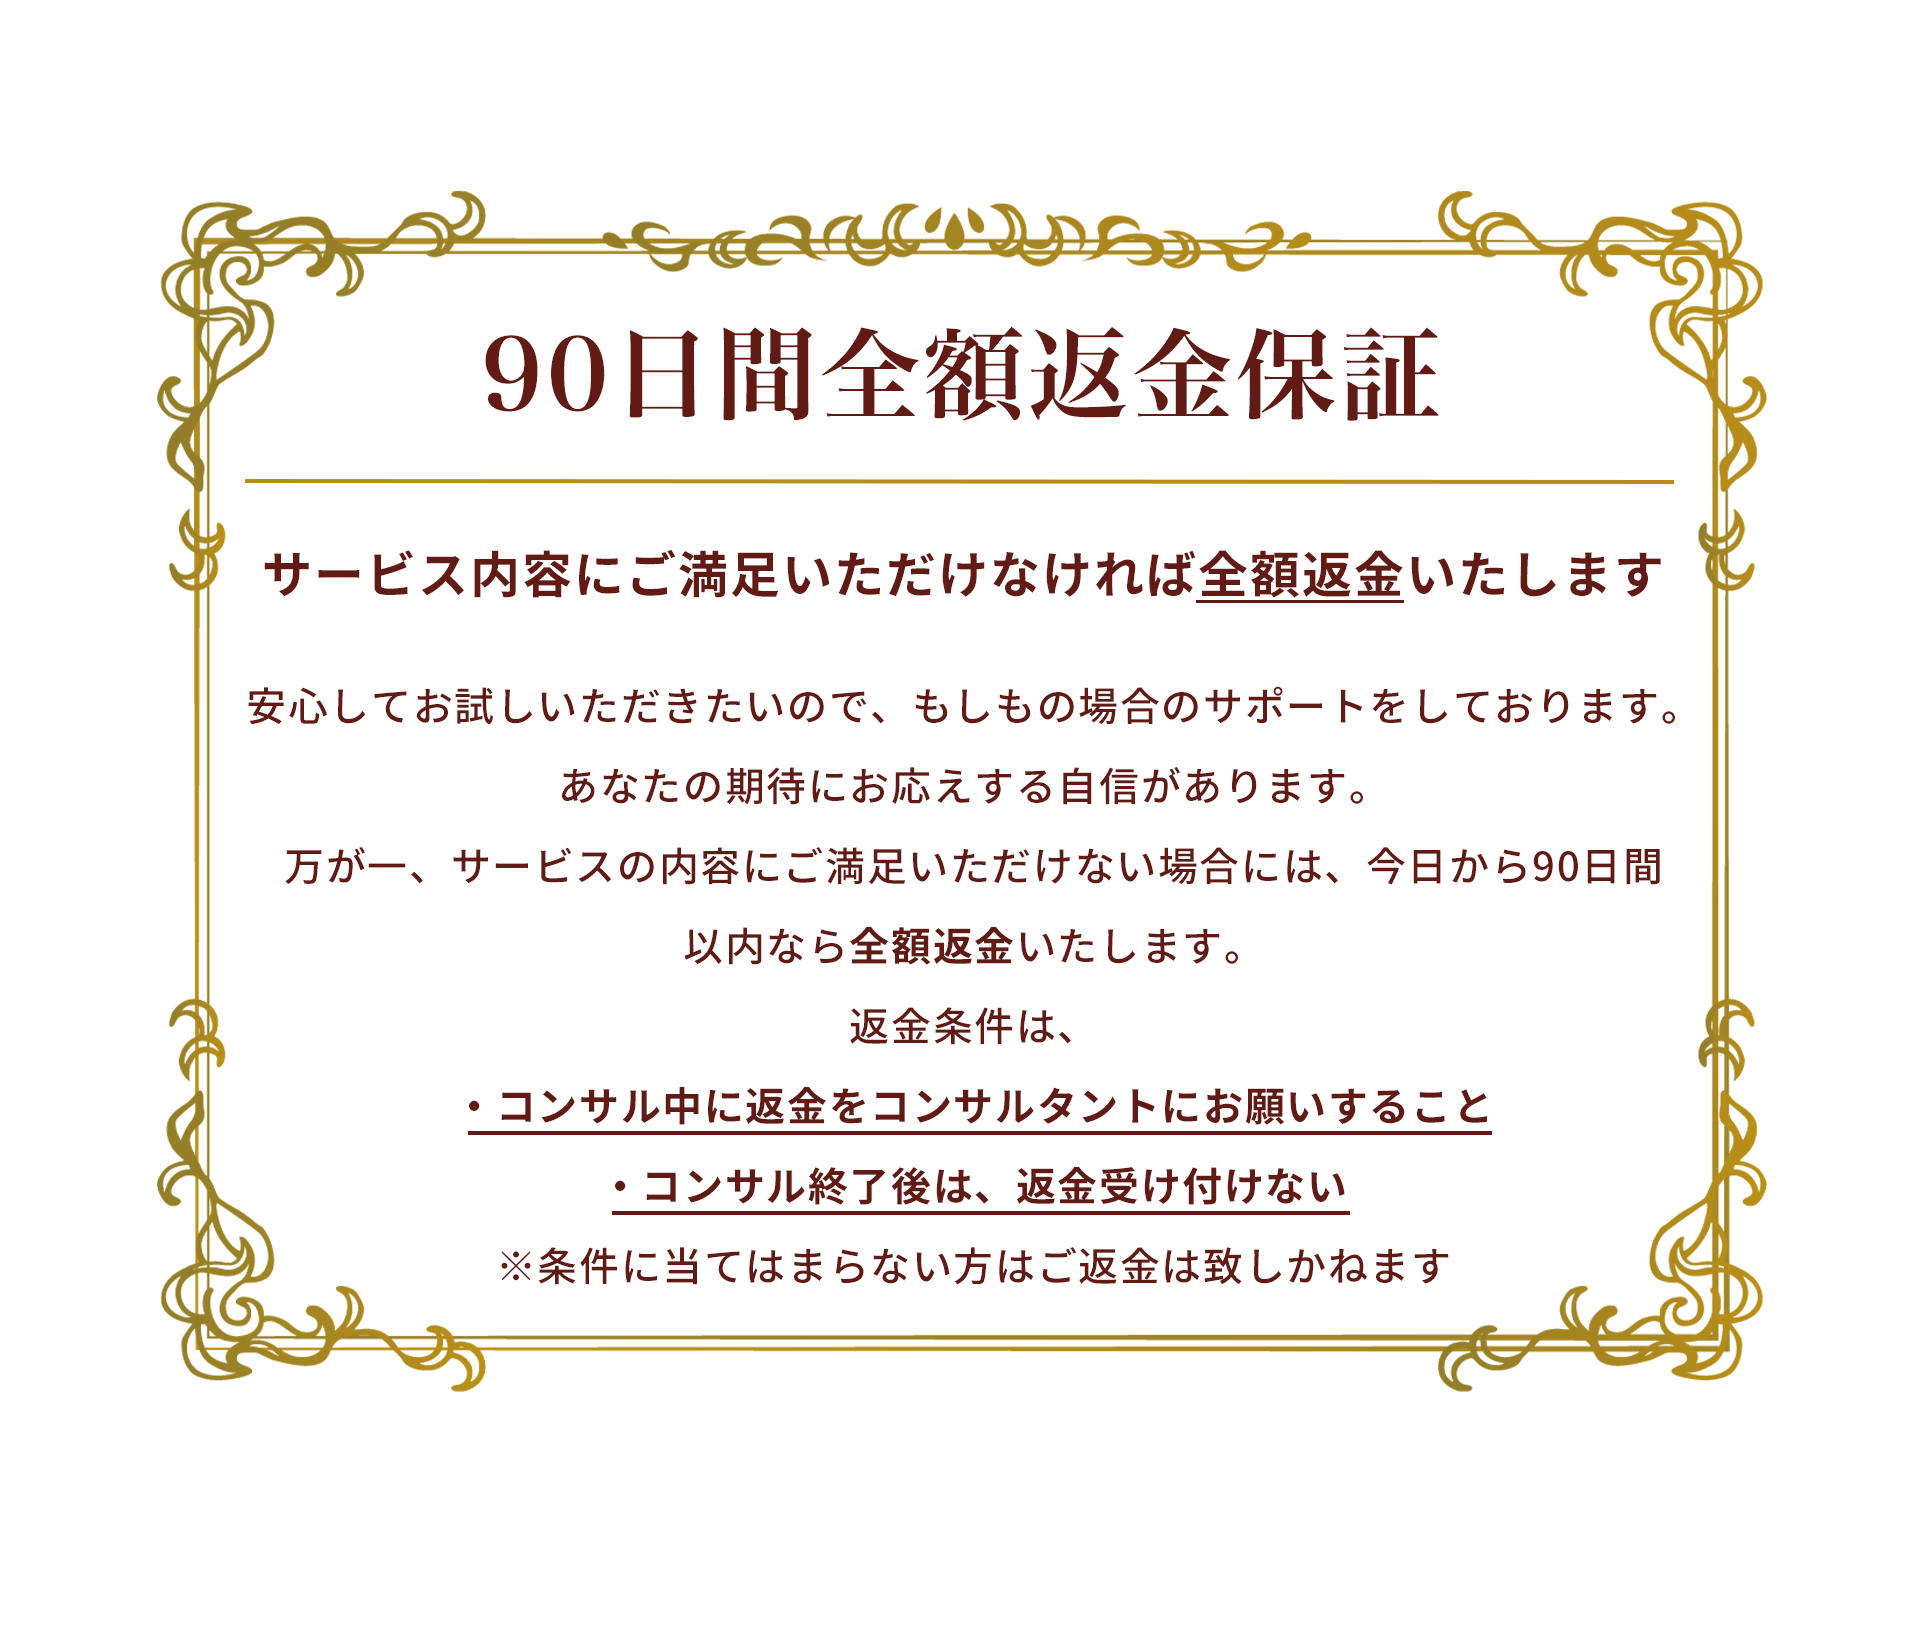 90日間全額返金保証
サービス内容にご満足いただけなければ全額返金いたします
安心してお試しいただきたいので、もしもの場合のサポートをしております。
あなたの期待にお応えする自信があります。
万が一、サービスの内容にご満足いただけない場合には、今日から90日間
以内なら全額返金いたします。
返金条件は、
・コンサル中に返金をコンサルタントにお願いすること
・コンサル終了後は、返金受け付けない
※条件に当てはまらない方はご返金は致しかねます